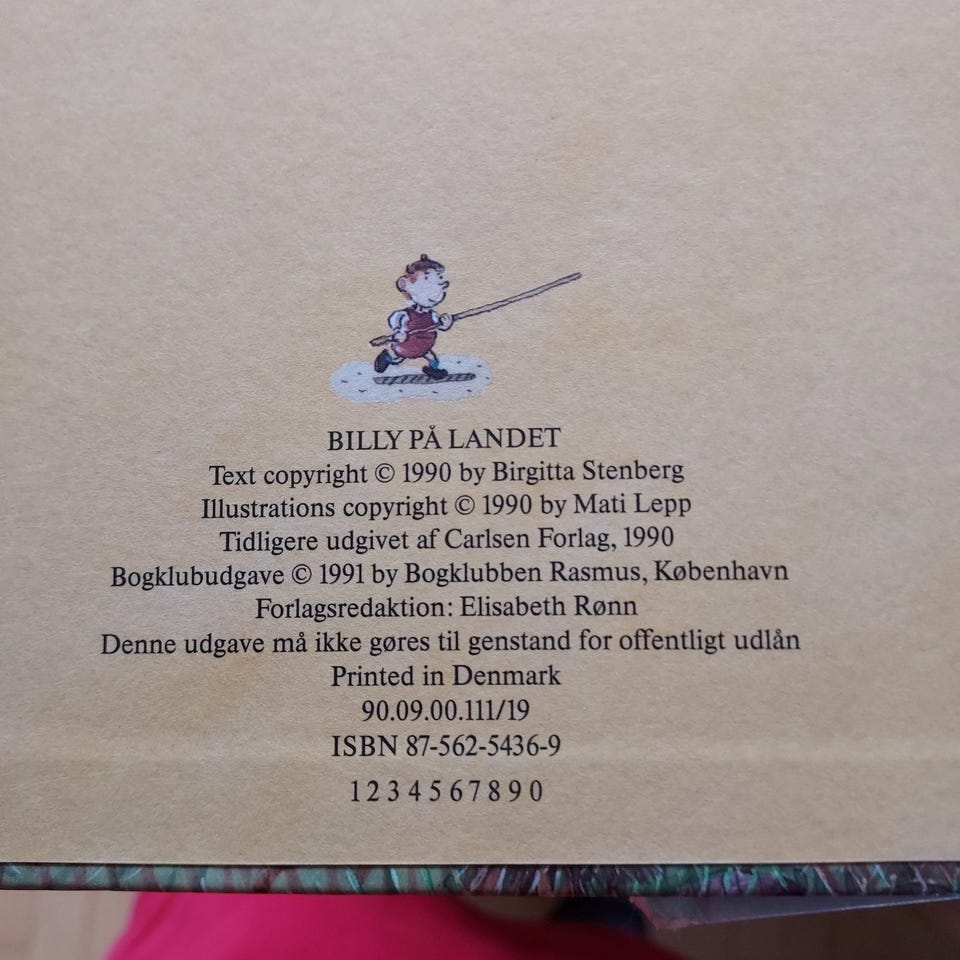 BILLY PÅ LANDET
Text copyright © 1990 by Birgitta Stenberg
Illustrations copyright © 1990 by Mati Lepp
Tidligere udgivet af Carlsen Forlag, 1990
Bogklubudgave © 1991 by Bogklubben Rasmus, København
Forlagsredaktion: Elisabeth Rønn
Denne udgave må ikke gøres til genstand for offentligt udlån
Printed in Denmark
90.09.00.111/19
ISBN 87-562-5436-9
1 2 3 4 5 6 7 8 9 0